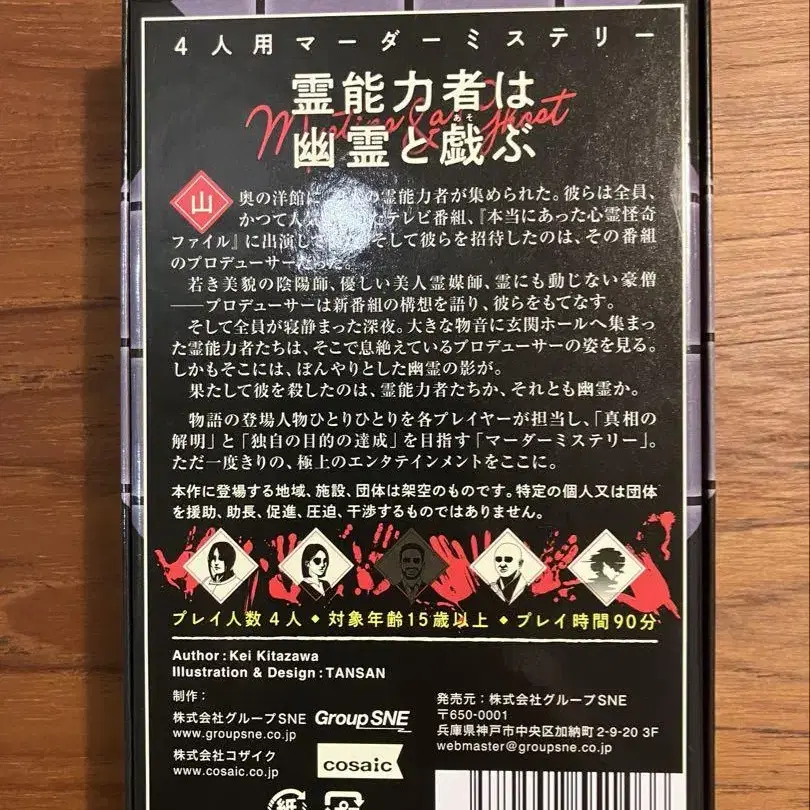 4人用マーダーミステリー
霊能力者は
幽霊と戯ぶ
あそ
Mystics & a Ghost
山
奥の洋館に の霊能力者が集められた。彼らは全員、
かつて人 たテレビ番組、『本当にあった心霊怪奇
ファイル』に出演して そして彼らを招待したのは、その番組
のプロデューサー た。
若き美貌の陰陽師、優しい美人霊媒師、霊にも動じない豪僧
――プロデューサーは新番組の構想を語り、彼らをもてなす。
そして全員が寝静まった深夜。大きな物音に玄関ホールへ集まっ
た霊能力者たちは、そこで息絶えているプロデューサーの姿を見る。
しかもそこには、ぼんやりとした幽霊の影が。
果たして彼を殺したのは、霊能力者たちか、それとも幽霊か。
物語の登場人物ひとりひとりを各プレイヤーが担当し、「真相の
解明」と「独自の目的の達成」を目指す「マーダーミステリー」。
ただ一度きりの、極上のエンタテインメントをここに。
本作に登場する地域、施設、団体は架空のものです。特定の個人又は団体
を援助、助長、促進、圧迫、干渉するものではありません。
プレイ人数4人◆対象年齢15歳以上◆プレイ時間90分
Author:Kei Kitazawa
Illustration & Design:TANSAN
制作:
株式会社グループSNE GroupSNE
www.groupsne.co.jp
株式会社コザイク cosaic
www.cosaic.co.jp
発売元:株式会社グループSNE
〒650-0001
兵庫県神戸市中央区加納町2-9-20 3F
webmaster@groupsne.co.jp
紙